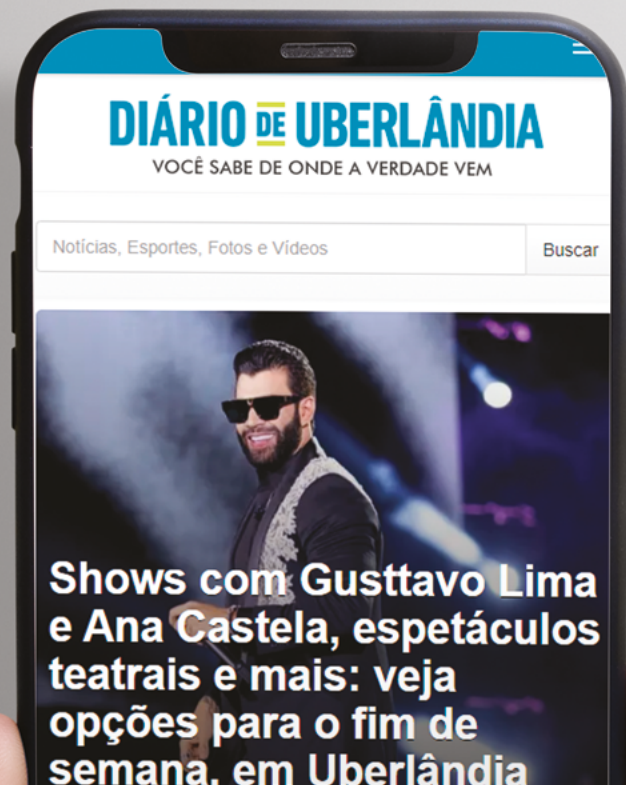 DIÁRIO DE UBERLÂNDIA
VOCÊ SABE DE ONDE A VERDADE VEM
Notícias, Esportes, Fotos e Vídeos
Buscar
Shows com Gusttavo Lima
e Ana Castela, espetáculos
teatrais e mais: veja
opções para o fim de
semana, em Uberlândia